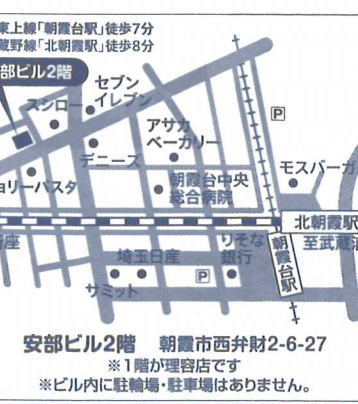 東上線「朝霞台駅」徒歩7分
蔵野線「北朝霞駅」徒歩8分
部ビル2階
セブン
イレブン
スシロー
アサカ
ベーカリー
P
デニーズ
モスバーガ
ョリーパスタ
朝霞台中央
総合病院
北朝霞駅
座
埼玉日産
りそな
銀行
朝霞台駅
至武蔵浦
P
サミット
安部ビル2階 朝霞市西弁財2-6-27
※1階が理容店です
※ビル内に駐輪場・駐車場はありません。